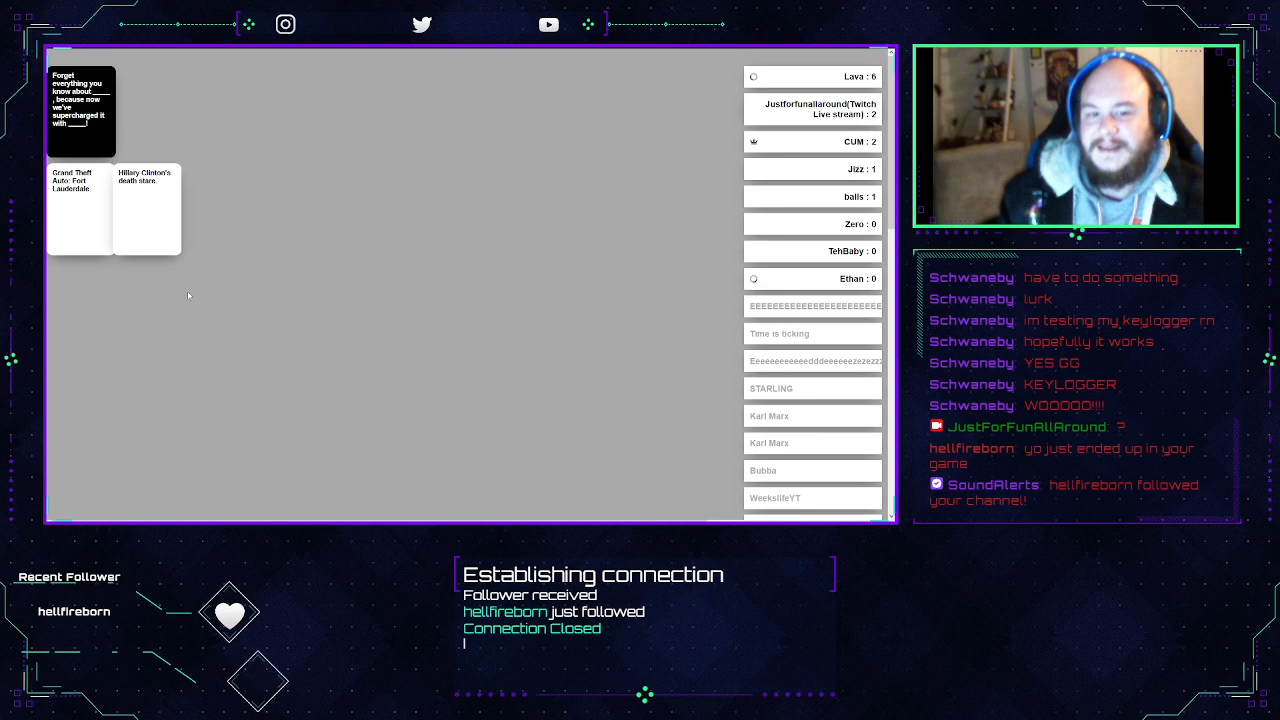 Forget
everything you
know about ____
, because now
we've
supercharged it
with ____!
Grand Theft
Auto: Fort
Lauderdale.
Hillary Clinton's
death stare.
Lava : 6
Justforfunallaround(Twitch
Live stream) : 2
CUM : 2
Jizz : 1
balls : 1
Zero : 0
TehBaby : 0
Ethan : 0
Time is ticking
STARLING
Karl Marx
Karl Marx
Bubba
WeekslifeYT
Schwaneby: have to do something
Schwaneby: lurk
Schwaneby: im testing my keylogger rn
Schwaneby: hopefully it works
Schwaneby: YES GG
Schwaneby: KEYLOGGER
Schwaneby: WOOOOO!!!!
JustForFunAllAround: ?
hellfireborn: yo just ended up in your
game
SoundAlerts: hellfireborn followed
your channel!
Recent Follower
hellfireborn
Establishing connection
Follower received
hellfireborn just followed
Connection Closed